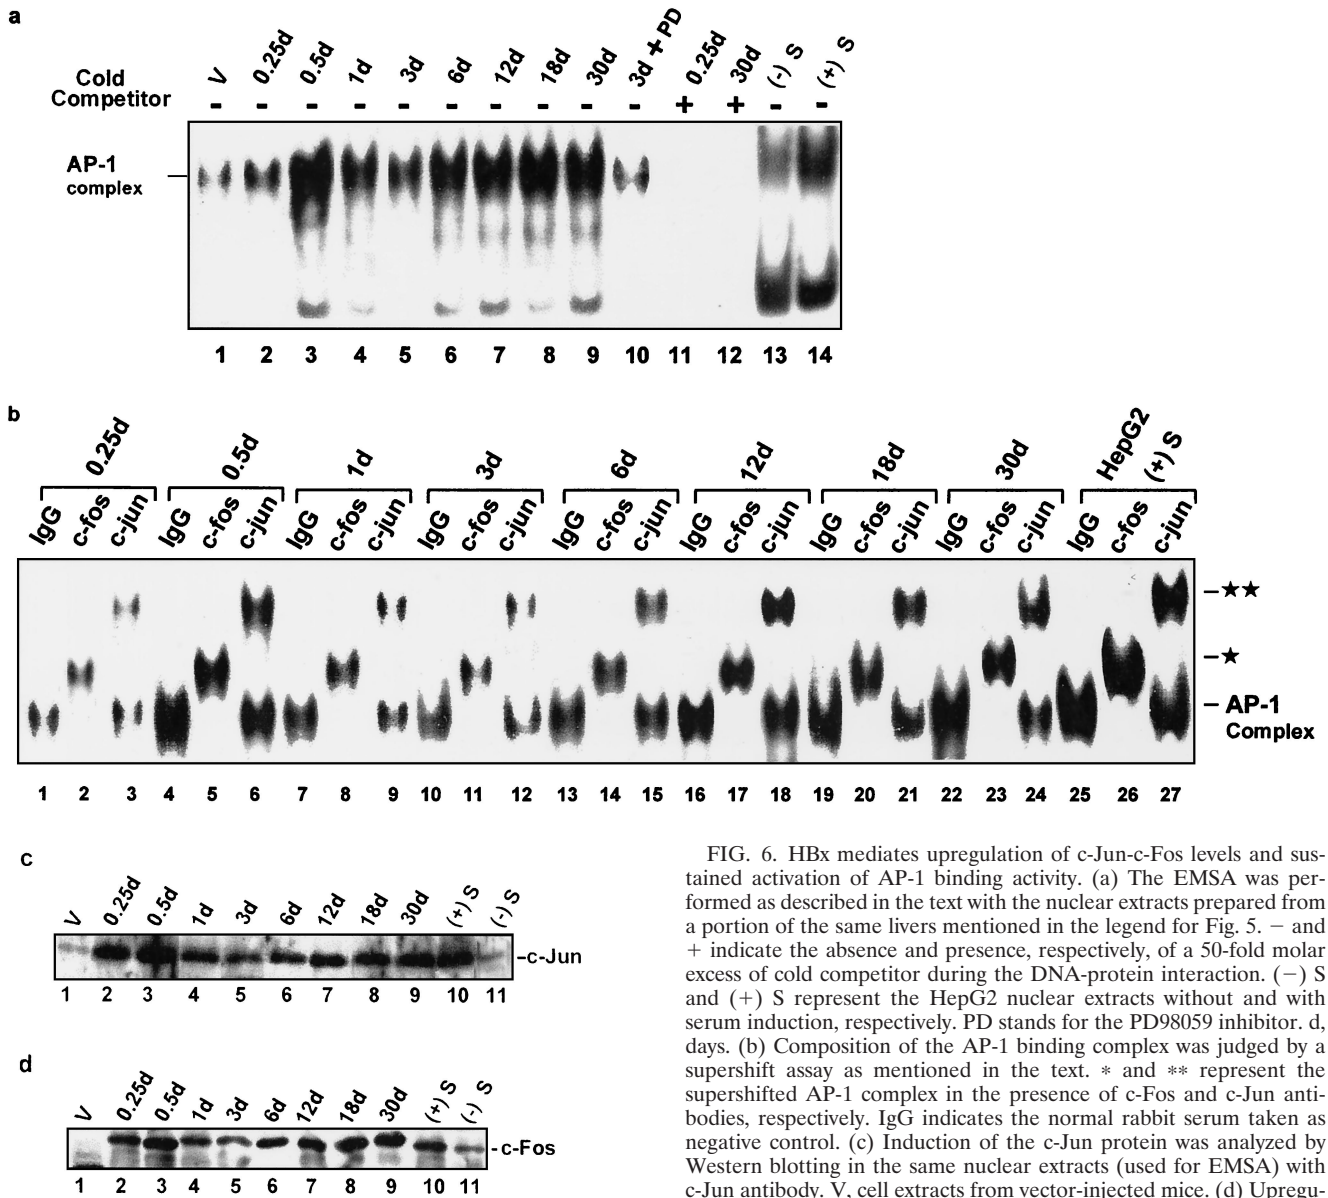 a
V 0.25d 0.5d 1d 3d 6d 12d 18d 30d 3d + PD 0.25d 30d (-) S (+) S
Cold
Competitor - - - - - - - - - - + + - -
AP-1
complex
1 2 3 4 5 6 7 8 9 10 11 12 13 14
b
0.25d 0.5d 1d 3d 6d 12d 18d 30d HepG2 (+) S
IgG c-fos c-jun IgG c-fos c-jun IgG c-fos c-jun IgG c-fos c-jun IgG c-fos c-jun IgG c-fos c-jun IgG c-fos c-jun IgG c-fos c-jun IgG c-fos c-jun
–★★
–★
– AP-1
Complex
1 2 3 4 5 6 7 8 9 10 11 12 13 14 15 16 17 18 19 20 21 22 23 24 25 26 27
c
V 0.25d 0.5d 1d 3d 6d 12d 18d 30d (+) S (-) S
-c-Jun
1 2 3 4 5 6 7 8 9 10 11
d
V 0.25d 0.5d 1d 3d 6d 12d 18d 30d (+) S (-) S
-c-Fos
1 2 3 4 5 6 7 8 9 10 11
FIG. 6. HBx mediates upregulation of c-Jun-c-Fos levels and sus-
tained activation of AP-1 binding activity. (a) The EMSA was per-
formed as described in the text with the nuclear extracts prepared from
a portion of the same livers mentioned in the legend for Fig. 5. − and
+ indicate the absence and presence, respectively, of a 50-fold molar
excess of cold competitor during the DNA-protein interaction. (−) S
and (+) S represent the HepG2 nuclear extracts without and with
serum induction, respectively. PD stands for the PD98059 inhibitor. d,
days. (b) Composition of the AP-1 binding complex was judged by a
supershift assay as mentioned in the text. * and ** represent the
supershifted AP-1 complex in the presence of c-Fos and c-Jun anti-
bodies, respectively. IgG indicates the normal rabbit serum taken as
negative control. (c) Induction of the c-Jun protein was analyzed by
Western blotting in the same nuclear extracts (used for EMSA) with
c-Jun antibody. V, cell extracts from vector-injected mice. (d) Upregu-